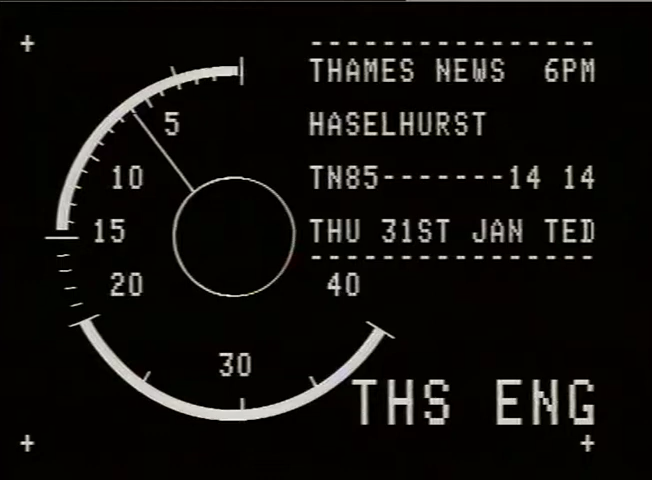 THAMES NEWS 6PM
HASELHURST
TN85-------14 14
THU 31ST JAN TED
5
10
15
20
30
40
THS ENG